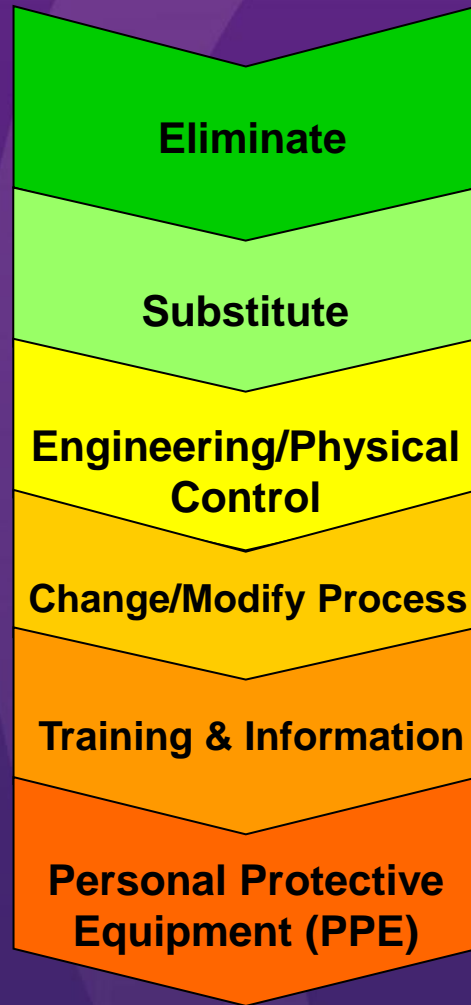 Eliminate
Substitute
Engineering/Physical
Control
Change/Modify Process
Training & Information
Personal Protective
Equipment (PPE)